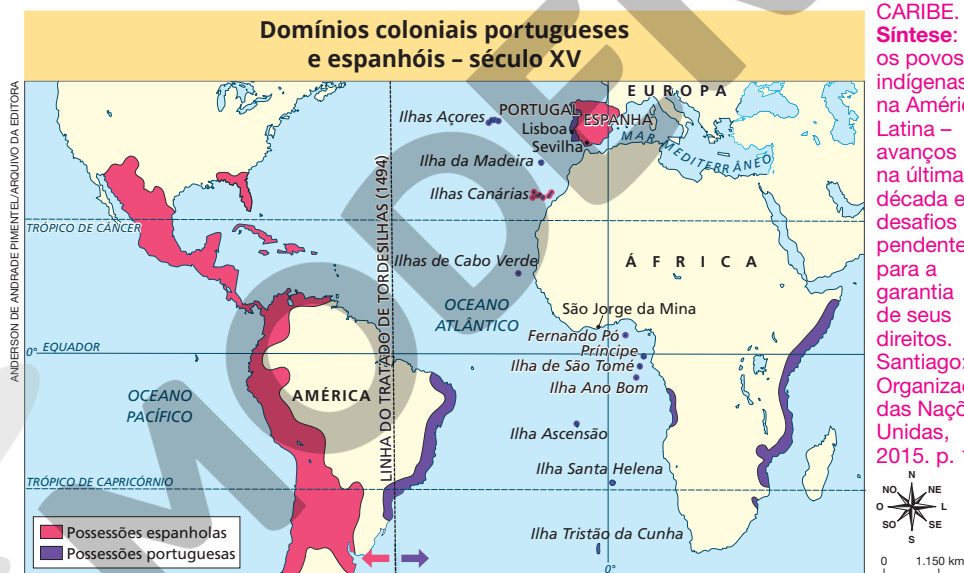 Domínios coloniais portugueses
e espanhóis – século XV
ANDERSON DE ANDRADE PIMENTEL/ARQUIVO DA EDITORA
EUROPA
PORTUGAL
ESPANHA
Ilhas Açores
Lisboa
Sevilha
MAR MEDITERRÂNEO
Ilha da Madeira
Ilhas Canárias
LINHA DO TRATADO DE TORDESILHAS (1494)
TRÓPICO DE CÂNCER
Ilhas de Cabo Verde
ÁFRICA
OCEANO
ATLÂNTICO
São Jorge da Mina
Fernando Pó
Príncipe
0° EQUADOR
Ilha de São Tomé
Ilha Ano Bom
OCEANO
PACÍFICO
AMÉRICA
Ilha Ascensão
Ilha Santa Helena
TRÓPICO DE CAPRICÓRNIO
Ilha Tristão da Cunha
0°
Possessões espanholas
Possessões portuguesas
CARIBE.
Síntese:
os povos
indígenas
na Améri
Latina –
avanços
na última
década e
desafios
pendente
para a
garantia
de seus
direitos.
Santiago:
Organizaç
das Naçõ
Unidas,
2015. p.
N
NO NE
O L
SO SE
S
0 1.150 km
MODE